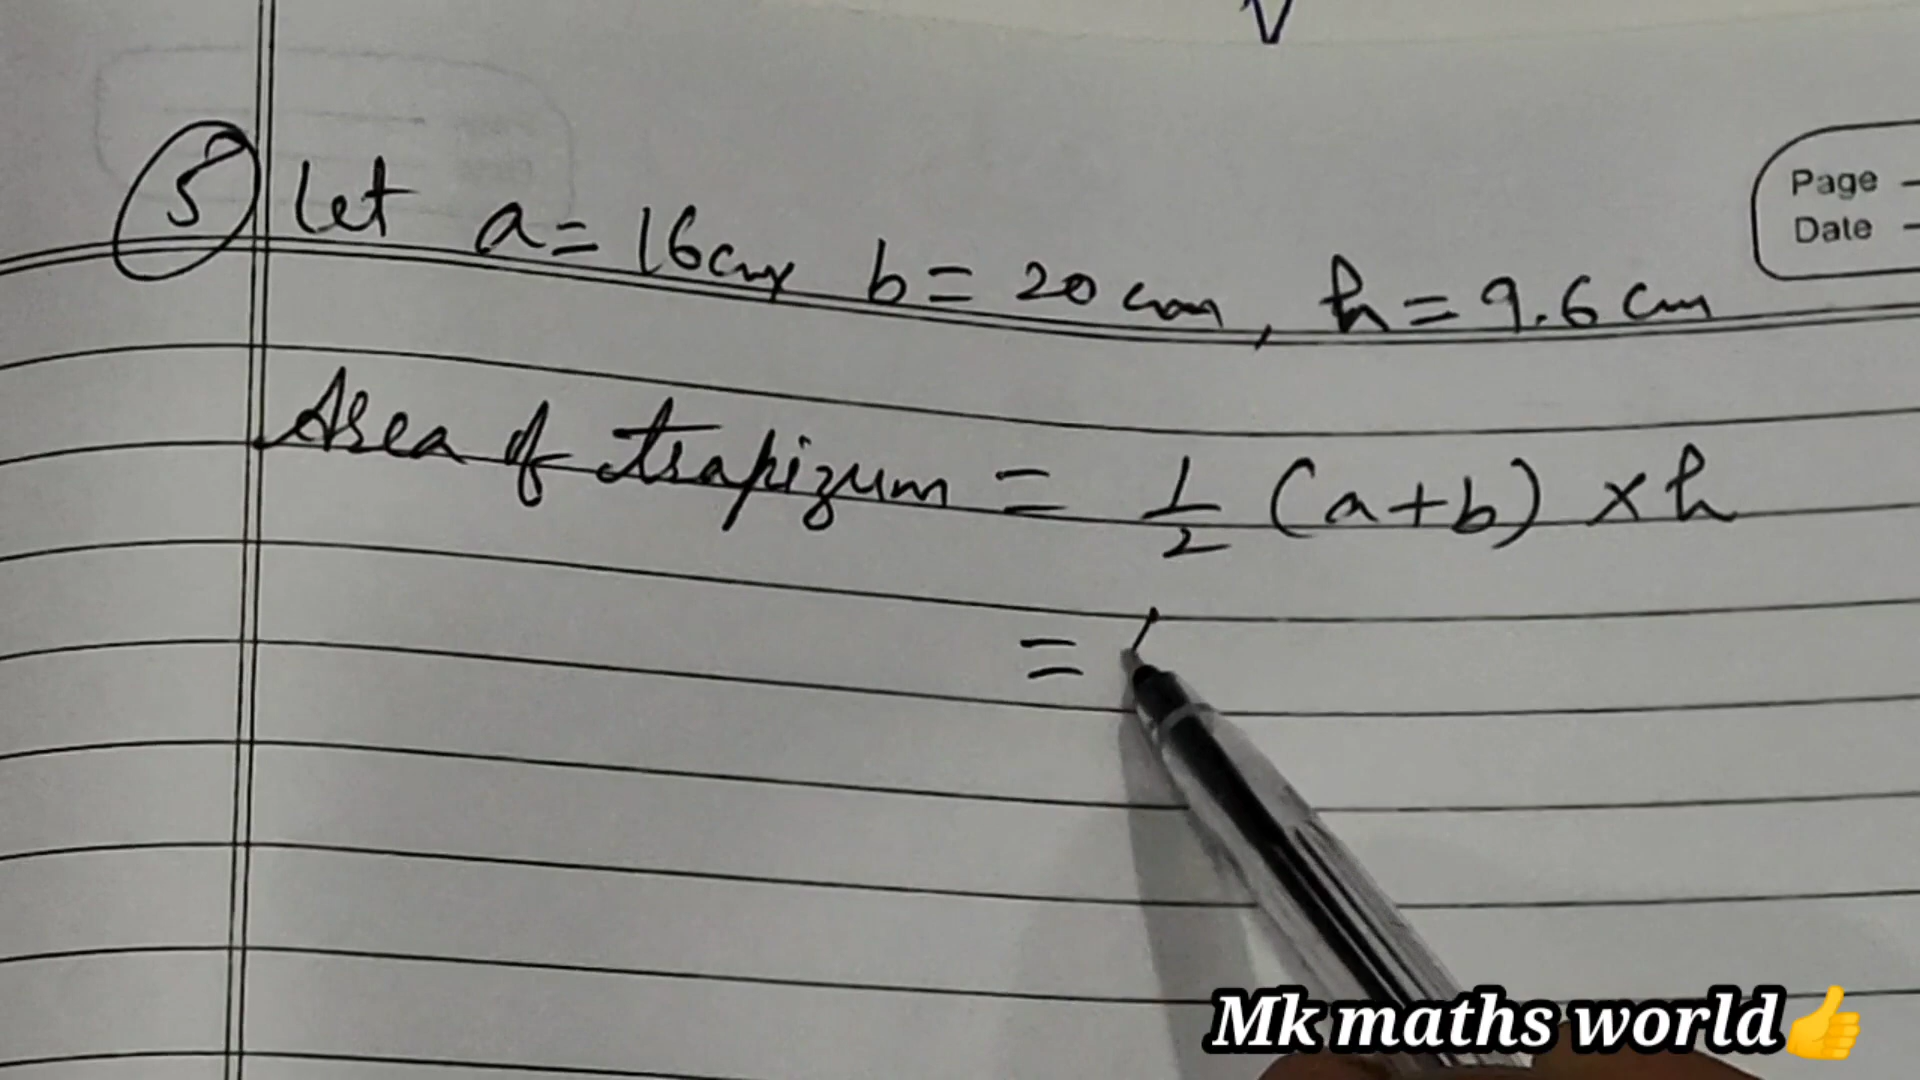 Page
Date
5 Let a = 16cm, b = 20 cm, h = 9.6 cm
Area of trapizum = 1/2 (a+b) × h
=
Mk maths world👍